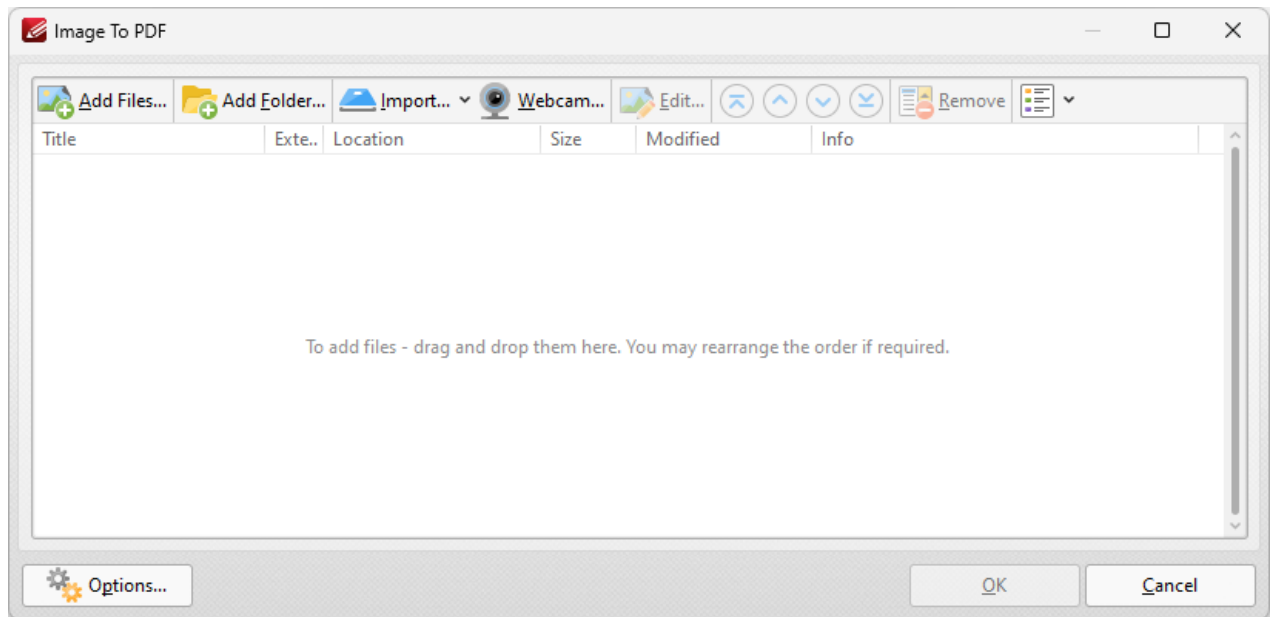 Image To PDF
Add Files... Add Folder... Import... Webcam... Edit... Remove
Title Exte.. Location Size Modified Info
To add files - drag and drop them here. You may rearrange the order if required.
Options... OK Cancel